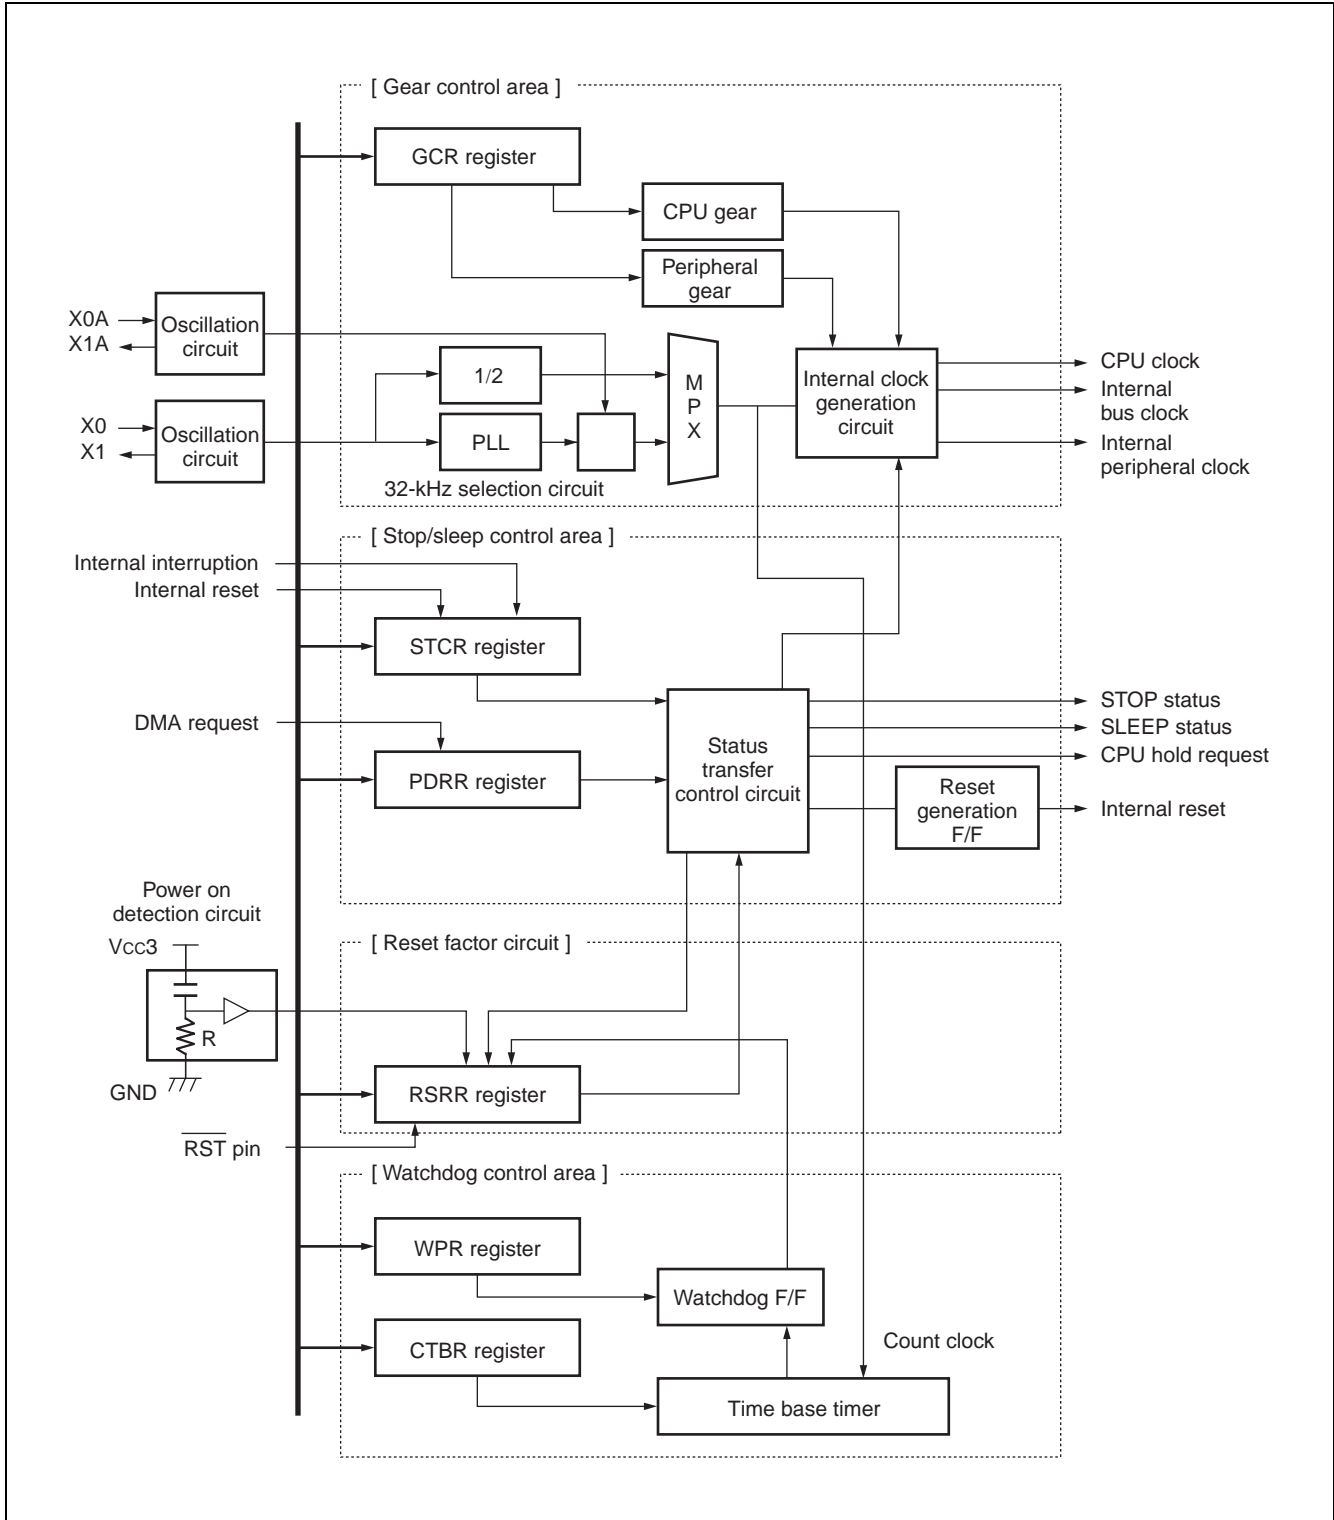 [ Gear control area ]
GCR register
CPU gear
Peripheral
gear
X0A
X1A
Oscillation
circuit
1/2
M
P
X
Internal clock
generation
circuit
CPU clock
Internal
bus clock
Internal
peripheral clock
X0
X1
Oscillation
circuit
PLL
32-kHz selection circuit
[ Stop/sleep control area ]
Internal interruption
Internal reset
STCR register
DMA request
PDRR register
Status
transfer
control circuit
STOP status
SLEEP status
CPU hold request
Reset
generation
F/F
Internal reset
Power on
detection circuit
VCC3
R
GND
[ Reset factor circuit ]
RSRR register
RST pin
[ Watchdog control area ]
WPR register
Watchdog F/F
CTBR register
Count clock
Time base timer